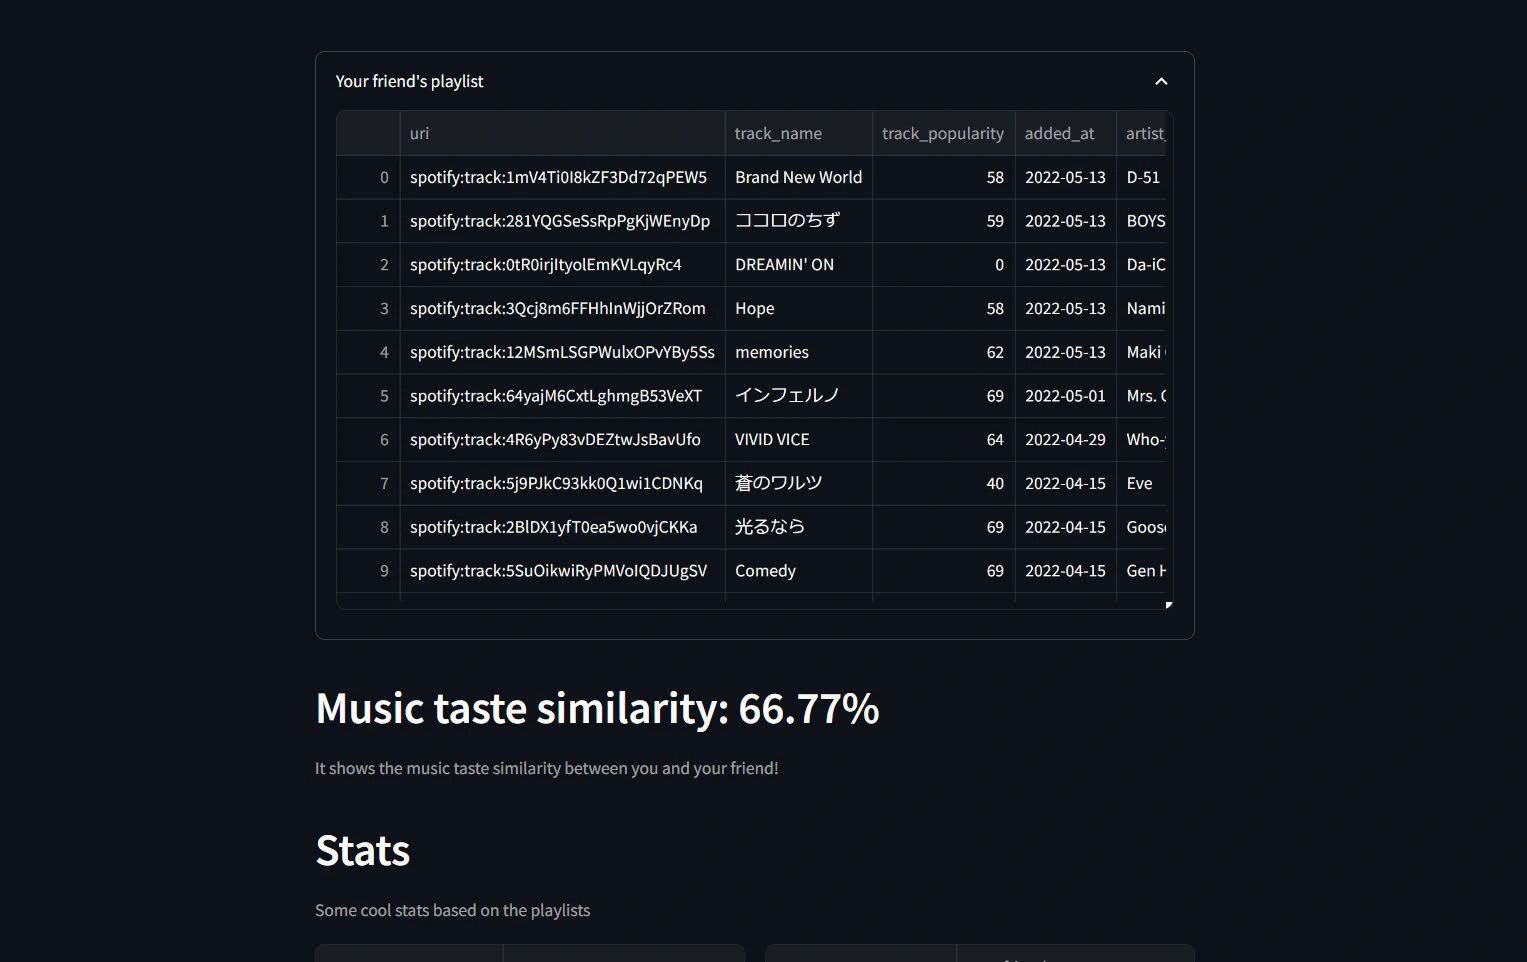 Your friend's playlist
uri track_name track_popularity added_at artist_
0 spotify:track:1mV4Ti0I8kZF3Dd72qPEW5 Brand New World 58 2022-05-13 D-51
1 spotify:track:281YQGSeSsRpPgKjWEnyDp ココロのちず 59 2022-05-13 BOYS
2 spotify:track:0tR0irjItyolEmKVLqyRc4 DREAMIN' ON 0 2022-05-13 Da-iC
3 spotify:track:3Qcj8m6FFHhInWjjOrZRom Hope 58 2022-05-13 Nami
4 spotify:track:12MSmLSGPWulxOPvYBy5Ss memories 62 2022-05-13 Maki
5 spotify:track:64yajM6CxtLghmgB53VeXT インフェルノ 69 2022-05-01 Mrs.
6 spotify:track:4R6yPy83vDEZtwJsBavUfo VIVID VICE 64 2022-04-29 Who-
7 spotify:track:5j9PJkC93kk0Q1wi1CDNKq 蒼のワルツ 40 2022-04-15 Eve
8 spotify:track:2BlDX1yfT0ea5wo0vjCKKa 光るなら 69 2022-04-15 Goos
9 spotify:track:5SuOikwiRyPMVoIQDJUgSV Comedy 69 2022-04-15 Gen H
Music taste similarity: 66.77%
It shows the music taste similarity between you and your friend!
Stats
Some cool stats based on the playlists